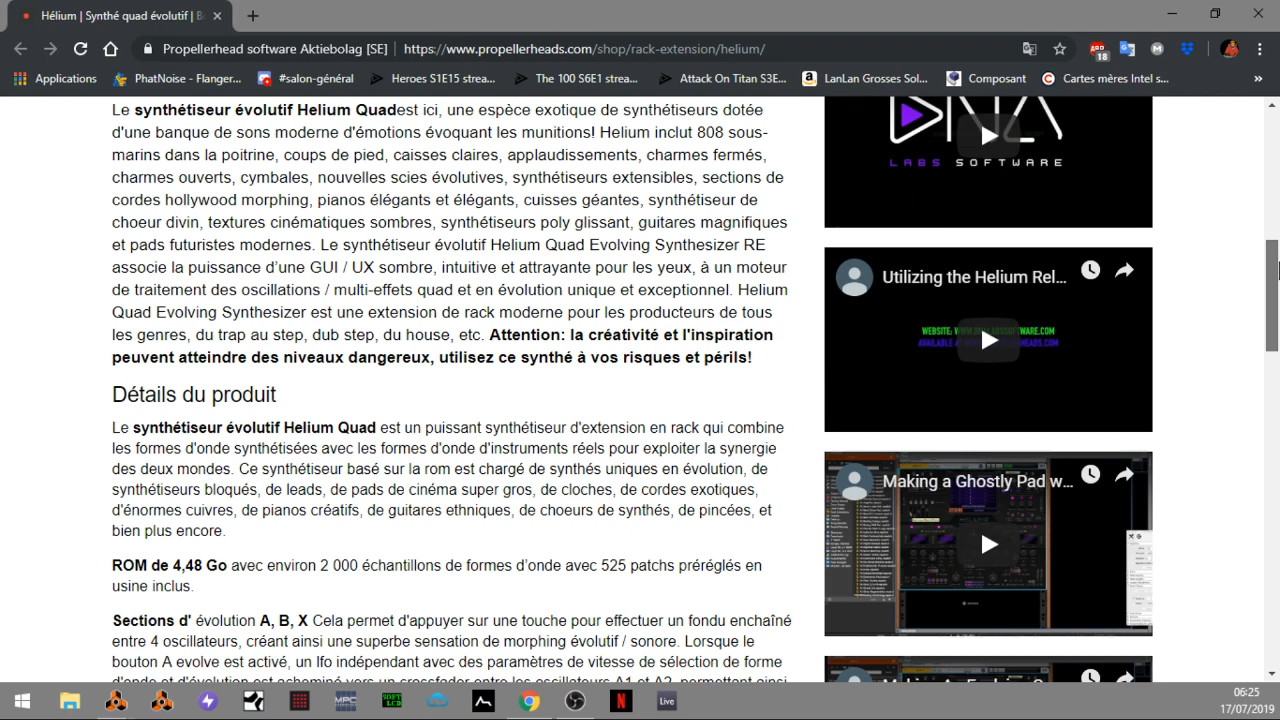 Hélium | Synthé quad évolutif | B
Propellerhead software Aktiebolag [SE] | https://www.propellerheads.com/shop/rack-extension/helium/
18
Applications PhatNoise - Flanger... #salon-général Heroes S1E15 strea... The 100 S6E1 strea... Attack On Titan S3E... LanLan Grosses Sol... Composant Cartes mères Intel s... »
Le synthétiseur évolutif Helium Quadest ici, une espèce exotique de synthétiseurs dotée
d'une banque de sons moderne d'émotions évoquant les munitions! Helium inclut 808 sous-
marins dans la poitrine, coups de pied, caisses claires, applaudissements, charmes fermés,
charmes ouverts, cymbales, nouvelles scies évolutives, synthétiseurs extensibles, sections de
cordes hollywood morphing, pianos élégants et élégants, cuisses géantes, synthétiseur de
choeur divin, textures cinématiques sombres, synthétiseurs poly glissant, guitares magnifiques
et pads futuristes modernes. Le synthétiseur évolutif Helium Quad Evolving Synthesizer RE
associe la puissance d'une GUI / UX sombre, intuitive et attrayante pour les yeux, à un moteur
de traitement des oscillations / multi-effets quad et en évolution unique et exceptionnel. Helium
Quad Evolving Synthesizer est une extension de rack moderne pour les producteurs de tous
les genres, du trap au pop, du dub step, du house, etc. Attention: la créativité et l'inspiration
peuvent atteindre des niveaux dangereux, utilisez ce synthé à vos risques et périls!
Détails du produit
Le synthétiseur évolutif Helium Quad est un puissant synthétiseur d'extension en rack qui combine
les formes d'onde synthétisées avec les formes d'onde d'instruments réels pour exploiter la synergie
des deux mondes. Ce synthétiseur basé sur la rom est chargé de synthés uniques en évolution, de
synthétiseurs bloqués, de leads, de pads de cinéma super gros, de cloches, de cordes exotiques,
bien plus encore.
ROM de 4,48 Go avec environ 2 000 échantillons de formes d'onde avec 525 patchs préréglés en
usine
Sections d' évolution A, B, X Cela permet d'appuyer sur une touche pour effectuer un fondu enchaîné
entre 4 oscillateurs, créant ainsi une superbe sensation de morphing évolutif / sonore. Lorsque le
bouton A evolve est activé, un lfo indépendant avec des paramètres de vitesse de sélection de forme
DNA
LABS SOFTWARE
Utilizing the Helium Rel...
WEBSITE: WWW.DNALABSSOFTWARE.COM
Making a Ghostly Pad w...
MPC
SOFT
LCD
N
Live
06:25
17/07/2019